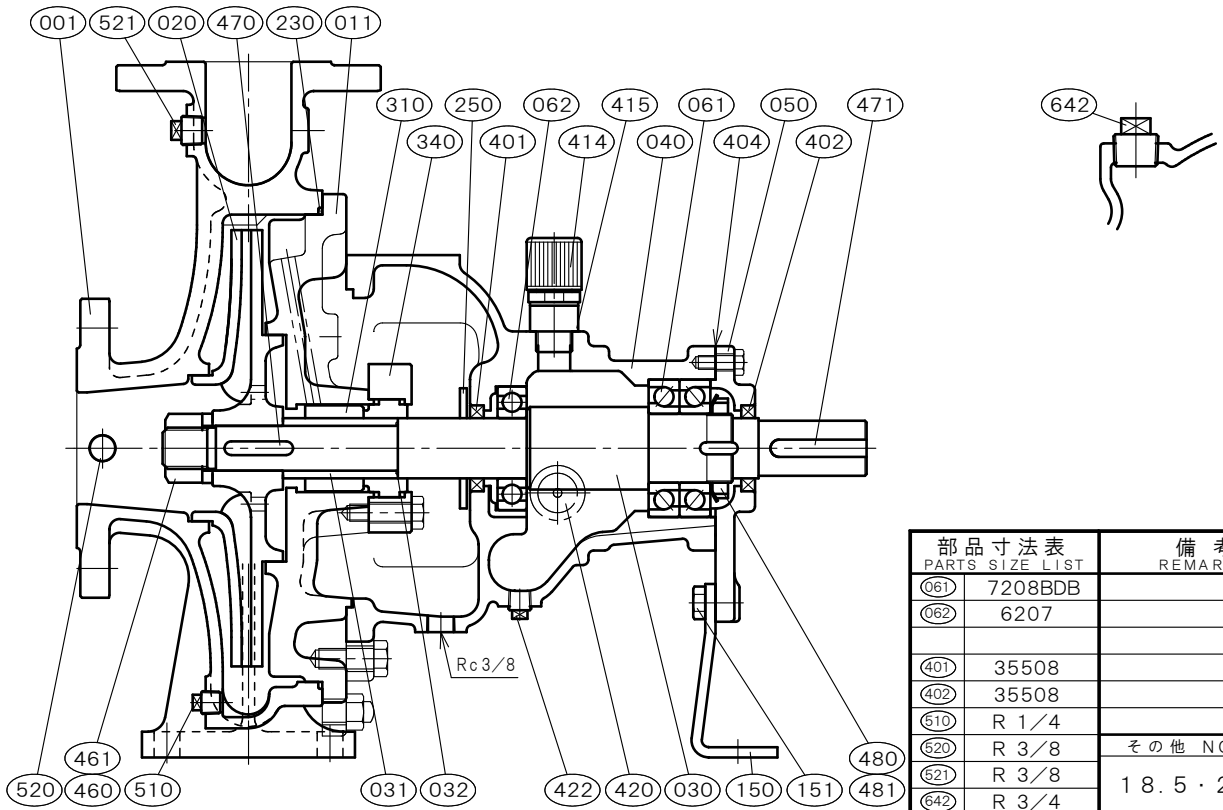 001 521 020 470 230 011
310 250 062 415 061 050 471 642
340 401 414 040 404 402
Rc3/8
461 480
520 460 510 031 032 422 420 030 150 151 481
部品寸法表 備
PARTS SIZE LIST REMAR
061 7208BDB
062 6207
401 35508
402 35508
510 R 1/4
520 R 3/8 その他
521 R 3/8 18.5・
642 R 3/4